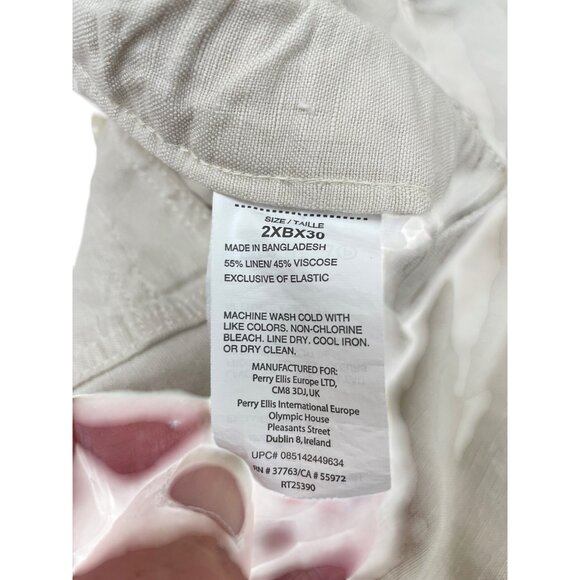 SIZE / TAILLE
2XBX30
MADE IN BANGLADESH
55% LINEN/ 45% VISCOSE
EXCLUSIVE OF ELASTIC
MACHINE WASH COLD WITH
LIKE COLORS. NON-CHLORINE
BLEACH. LINE DRY. COOL IRON.
OR DRY CLEAN.
MANUFACTURED FOR:
Perry Ellis Europe LTD,
CM8 3DJ, UK
Perry Ellis International Europe
Olympic House
Pleasants Street
Dublin 8, Ireland
UPC# 085142449634
RN # 37763/CA # 55972
RT25390